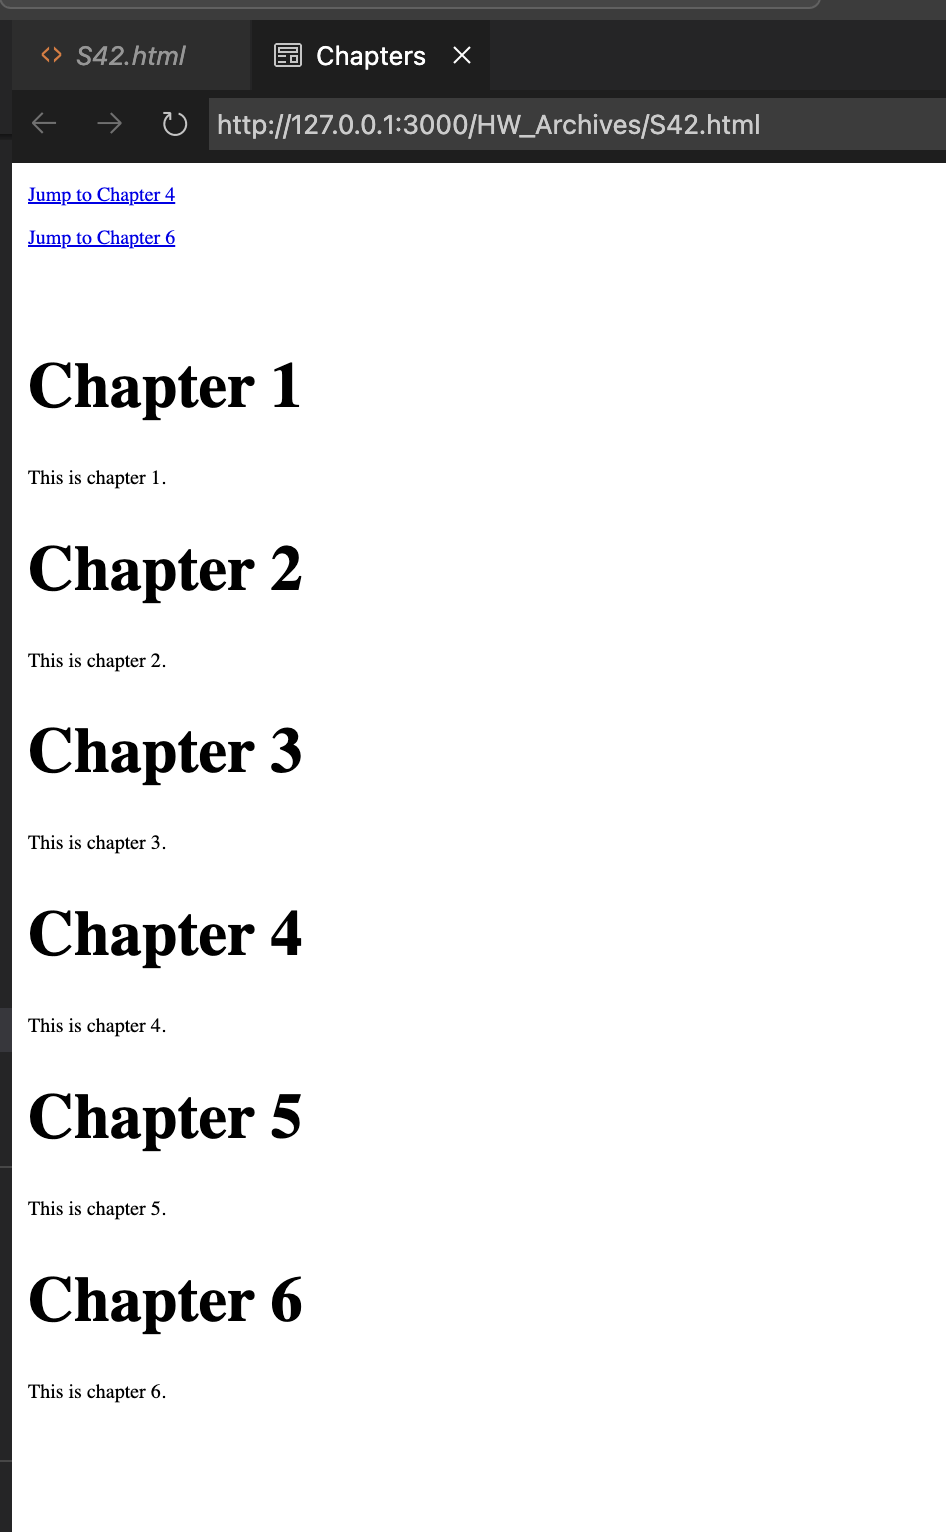 S42.html
Chapters
http://127.0.0.1:3000/HW_Archives/S42.html
Jump to Chapter 4
Jump to Chapter 6
Chapter 1
This is chapter 1.
Chapter 2
This is chapter 2.
Chapter 3
This is chapter 3.
Chapter 4
This is chapter 4.
Chapter 5
This is chapter 5.
Chapter 6
This is chapter 6.